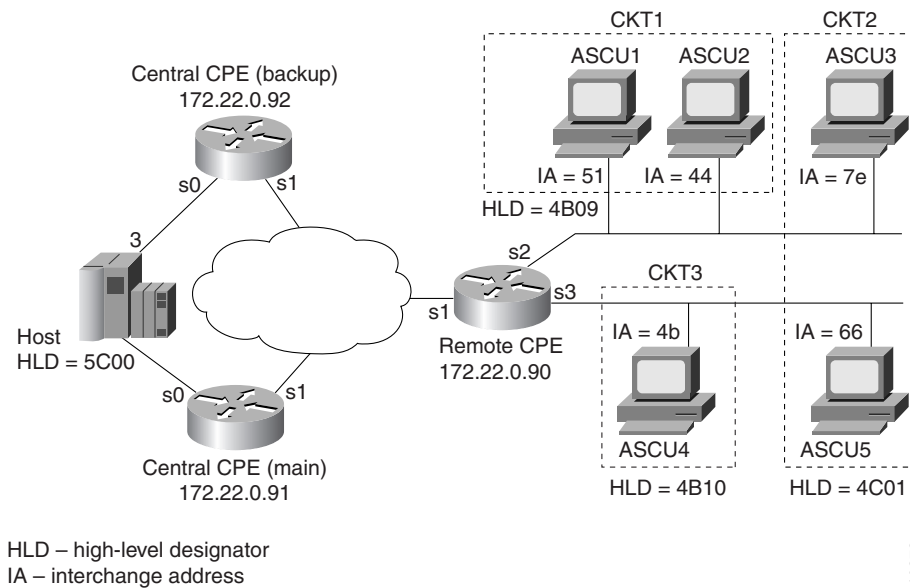 CKT1
CKT2
ASCU1
ASCU2
ASCU3
Central CPE (backup)
172.22.0.92
s0
s1
IA = 51
IA = 44
IA = 7e
HLD = 4B09
3
s2
CKT3
s1
s3
Host
HLD = 5C00
Remote CPE
172.22.0.90
IA = 4b
IA = 66
s0
s1
ASCU4
ASCU5
Central CPE (main)
172.22.0.91
HLD = 4B10
HLD = 4C01
HLD – high-level designator
IA – interchange address